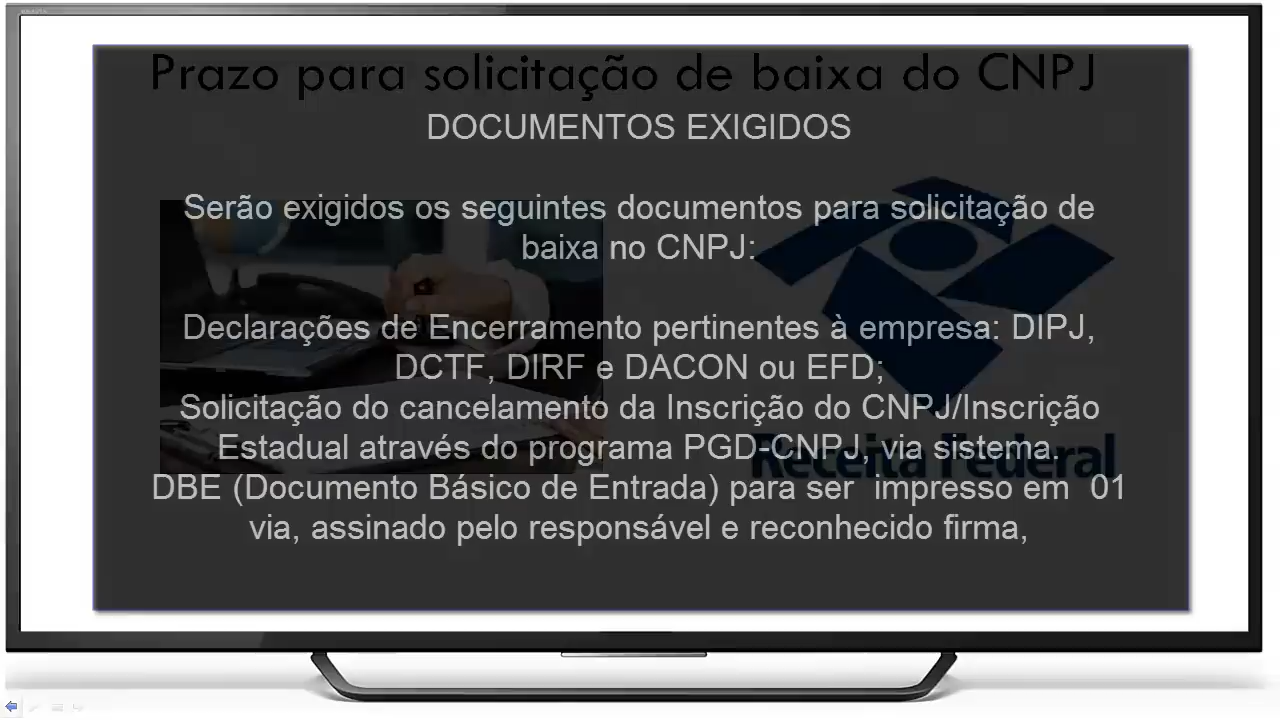 Prazo para solicitação de baixa do CNPJ
DOCUMENTOS EXIGIDOS
Serão exigidos os seguintes documentos para solicitação de
baixa no CNPJ:
Declarações de Encerramento pertinentes à empresa: DIPJ,
DCTF, DIRF e DACON ou EFD;
Solicitação do cancelamento da Inscrição do CNPJ/Inscrição
Estadual através do programa PGD-CNPJ, via sistema.
Receita Federal
DBE (Documento Básico de Entrada) para ser  impresso em  01
via, assinado pelo responsável e reconhecido firma,